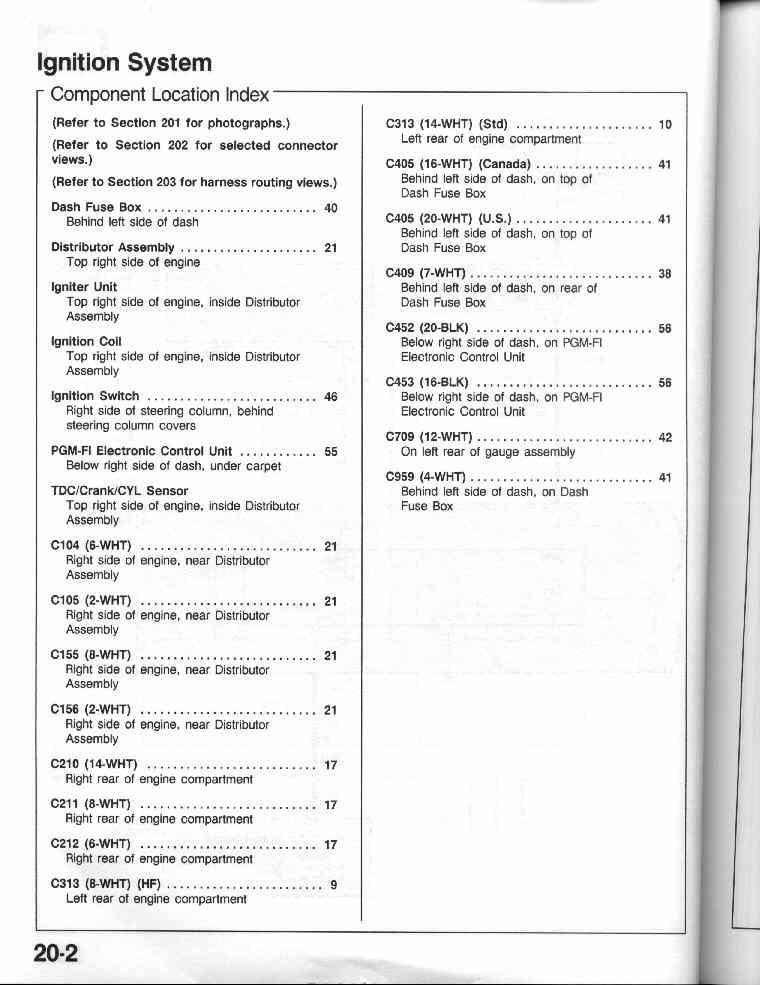 Ignition System
Component Location Index
(Refer to Section 201 for photographs.)
(Refer to Section 202 for selected connector
views.)
(Refer to Section 203 for harness routing views.)
Dash Fuse Box .......................... 40
Behind left side of dash
Distributor Assembly ..................... 21
Top right side of engine
Igniter Unit
Top right side of engine, inside Distributor
Assembly
Ignition Coil
Top right side of engine, inside Distributor
Assembly
Ignition Switch .......................... 46
Right side of steering column, behind
steering column covers
PGM-FI Electronic Control Unit ............ 55
Below right side of dash, under carpet
TDC/Crank/CYL Sensor
Top right side of engine, inside Distributor
Assembly
C104 (6-WHT) ........................... 21
Right side of engine, near Distributor
Assembly
C105 (2-WHT) ........................... 21
Right side of engine, near Distributor
Assembly
C155 (8-WHT) ........................... 21
Right side of engine, near Distributor
Assembly
C156 (2-WHT) ........................... 21
Right side of engine, near Distributor
Assembly
C210 (14-WHT) .......................... 17
Right rear of engine compartment
C211 (8-WHT) ........................... 17
Right rear of engine compartment
C212 (6-WHT) ........................... 17
Right rear of engine compartment
C313 (8-WHT) (HF) ........................ 9
Left rear of engine compartment
C313 (14-WHT) (Std) ..................... 10
Left rear of engine compartment
C405 (16-WHT) (Canada) .................. 41
Behind left side of dash, on top of
Dash Fuse Box
C405 (20-WHT) (U.S.) ..................... 41
Behind left side of dash, on top of
Dash Fuse Box
C409 (7-WHT) ............................ 38
Behind left side of dash, on rear of
Dash Fuse Box
C452 (20-BLK) ........................... 56
Below right side of dash, on PGM-FI
Electronic Control Unit
C453 (16-BLK) ........................... 56
Below right side of dash, on PGM-FI
Electronic Control Unit
C709 (12-WHT) ........................... 42
On left rear of gauge assembly
C959 (4-WHT) ............................ 41
Behind left side of dash, on Dash
Fuse Box
20-2